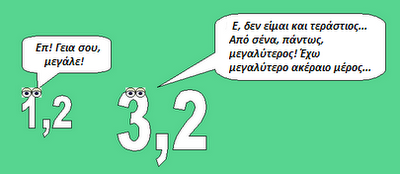 Επ! Γεια σου,
μεγάλε!
Ε, δεν είμαι και τεράστιος...
Από σένα, πάντως,
μεγαλύτερος! Έχω
μεγαλύτερο ακέραιο μέρος...
1,2
3,2